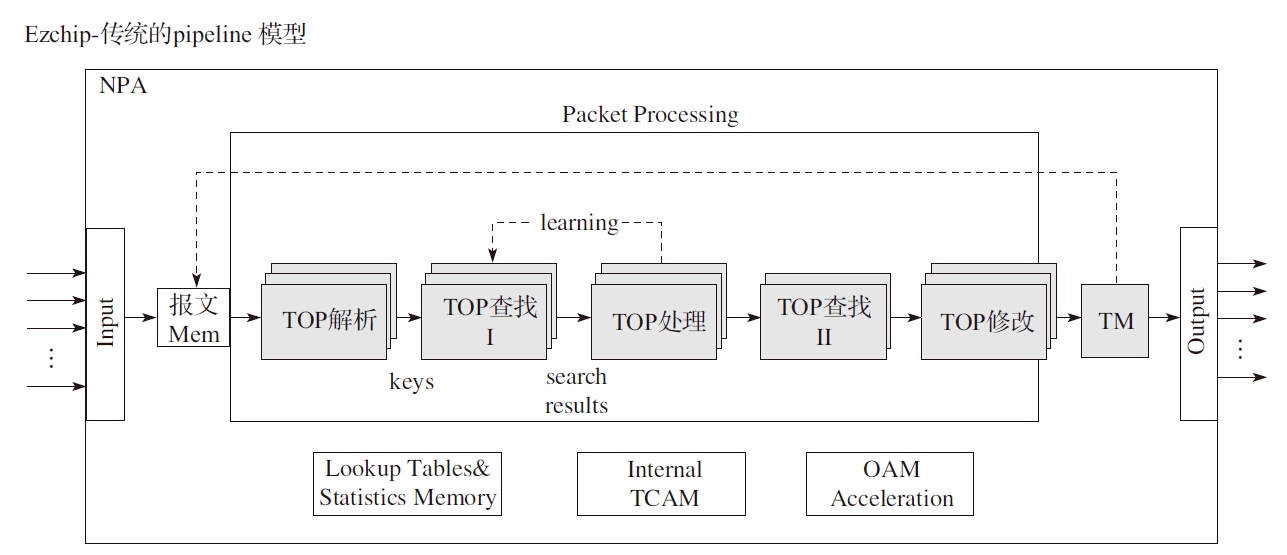 Ezchip-传统的pipeline 模型
NPA
Packet Processing
learning
Input
报文
Mem
TOP解析
TOP查找
I
TOP处理
TOP查找
II
TOP修改
TM
Output
keys
search
results
Lookup Tables&
Statistics Memory
Internal
TCAM
OAM
Acceleration